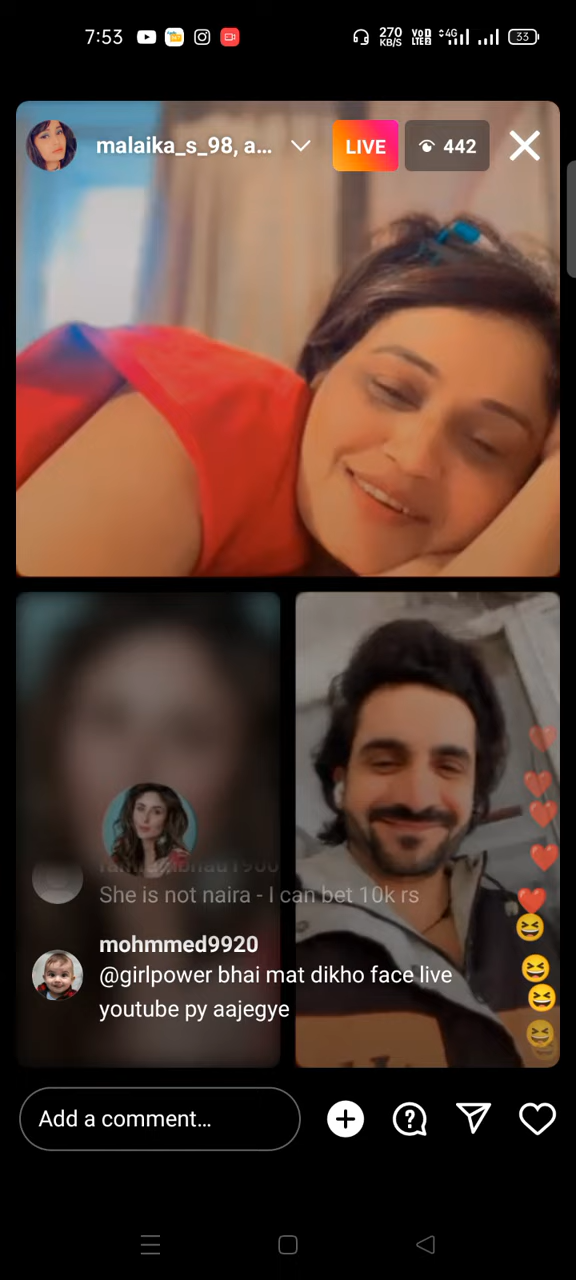 7:53
270
KB/S
VoD
LTE2
4G
33
malaika_s_98, a...
LIVE
442
She is not naira - I can bet 10k rs
mohmmed9920
@girlpower bhai mat dikho face live
youtube py aajegye
Add a comment...